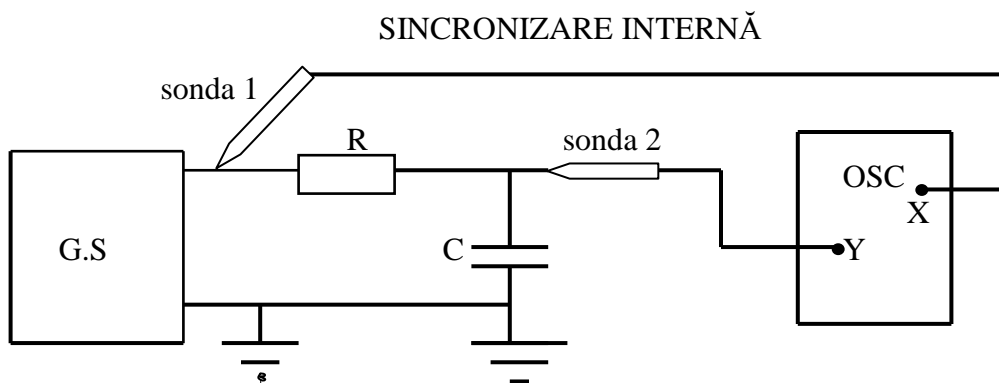 SINCRONIZARE INTERNĂ
sonda 1
R
sonda 2
OSC
X
G.S
C
Y